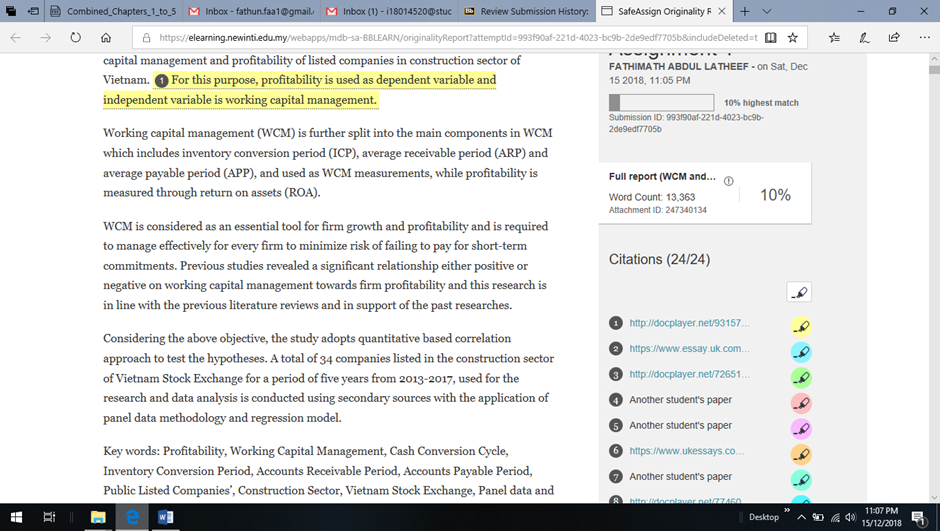 Combined_Chapters_1_to_5
Inbox - fathun.faa1@gmail.
Inbox (1) - i18014520@stuc
Review Submission History:
SafeAssign Originality R
https://elearning.newinti.edu.my/webapps/mdb-sa-BBLEARN/originalityReport?attemptId=993f90af-221d-4023-bc9b-2de9edf7705b&includeDeleted=t
capital management and profitability of listed companies in construction sector of
Vietnam. 1 For this purpose, profitability is used as dependent variable and
independent variable is working capital management.
Working capital management (WCM) is further split into the main components in WCM
which includes inventory conversion period (ICP), average receivable period (ARP) and
average payable period (APP), and used as WCM measurements, while profitability is
measured through return on assets (ROA).
WCM is considered as an essential tool for firm growth and profitability and is required
to manage effectively for every firm to minimize risk of failing to pay for short-term
commitments. Previous studies revealed a significant relationship either positive or
negative on working capital management towards firm profitability and this research is
in line with the previous literature reviews and in support of the past researches.
Considering the above objective, the study adopts quantitative based correlation
approach to test the hypotheses. A total of 34 companies listed in the construction sector
of Vietnam Stock Exchange for a period of five years from 2013-2017, used for the
research and data analysis is conducted using secondary sources with the application of
panel data methodology and regression model.
Key words: Profitability, Working Capital Management, Cash Conversion Cycle,
Inventory Conversion Period, Accounts Receivable Period, Accounts Payable Period,
Public Listed Companies', Construction Sector, Vietnam Stock Exchange, Panel data and
FATHIMATH ABDUL LATHEEF - on Sat, Dec
15 2018, 11:05 PM
10% highest match
Submission ID: 993f90af-221d-4023-bc9b-
2de9edf7705b
Full report (WCM and...
Word Count: 13,363
Attachment ID: 247340134
10%
Citations (24/24)
1 http://docplayer.net/93157...
2 https://www.essay.uk.com...
3 http://docplayer.net/72651...
4 Another student's paper
5 Another student's paper
6 https://www.ukessays.co...
7 Another student's paper
8 http://docplayer.net/77460
Desktop
11:07 PM
15/12/2018
1